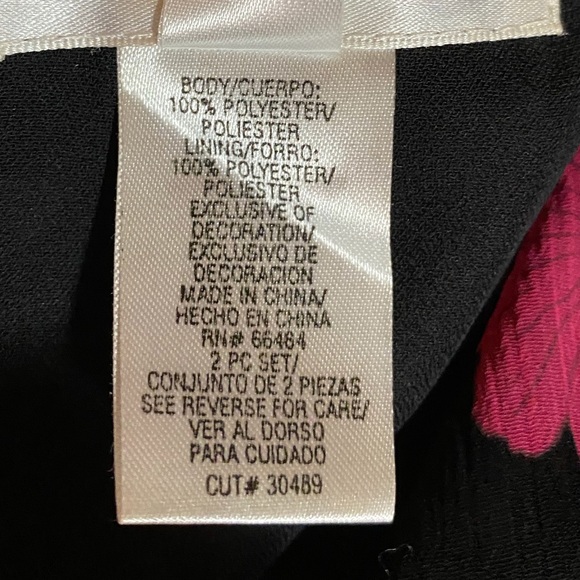 BODY/CUERPO:
100% POLYESTER/
POLIESTER
LINING/FORRO:
100% POLYESTER/
POLIESTER
EXCLUSIVE OF
DECORATION/
EXCLUSIVO DE
DECORACION
MADE IN CHINA/
HECHO EN CHINA
RN# 66484
2 PC SET/
CONJUNTO DE 2 PIEZAS
SEE REVERSE FOR CARE/
VER AL DORSO
PARA CUIDADO
CUT# 30489